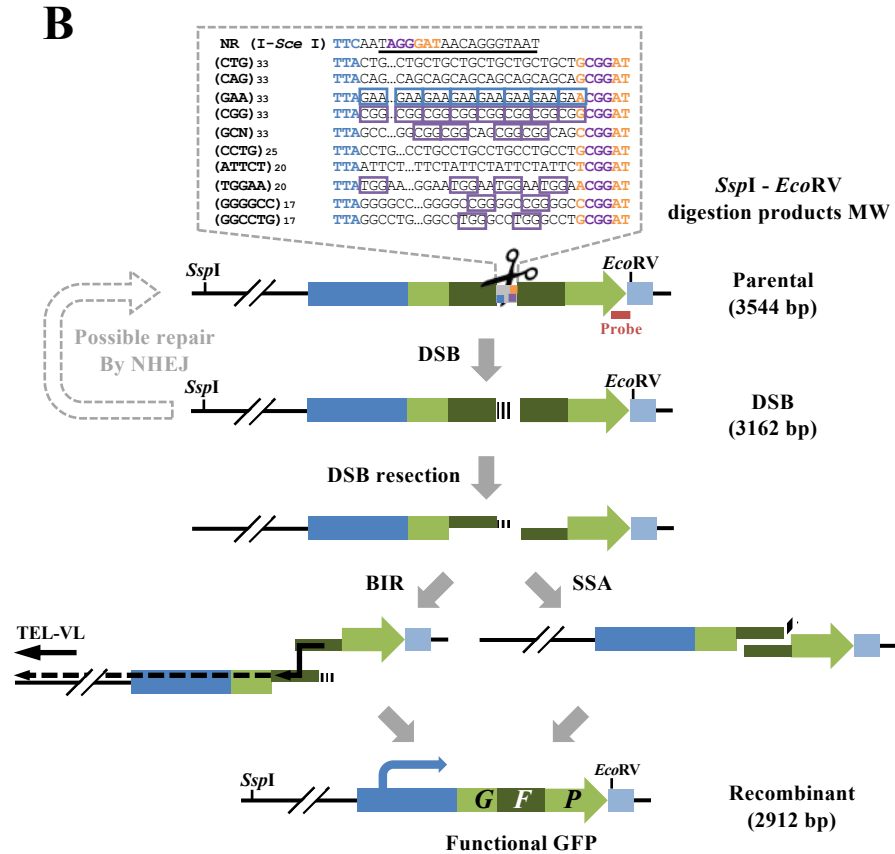 B
NR (I-Sce I) TTCAATAGGGATAACAGGGTAAT
(CTG)33 TTACTG…CTGCTGCTGCTGCTGCTGCTGCGGAT
(CAG)33 TTACAG…CAGCAGCAGCAGCAGCAGCAGCGGAT
(GAA)33 TTAGAA…GAAGAAGAAGAAGAAGAAGAACGGAT
(CGG)33 TTACGG…CGGCGGCGGCGGCGGCGGCGGCGGAT
(GCN)33 TTAGCC…GGCGGCGGCAGCGGCGGCAGCCGGAT
(CCTG)25 TTACCTG…CCTGCCTGCCTGCCTGCCTGCGGAT
(ATTCT)20 TTAATTCT…TTCTATTCTATTCTATTCTCGGAT
(TGGAA)20 TTATGGAA…GGAATGGAATGGAATGGAACGGAT
(GGGGCC)17 TTAGGGGCC…GGGGCCGGGGCCGGGGCCCGGAT
(GGCCTG)17 TTAGGCCTG…GGCCTGGGCCTGGGCCTGCGGAT
SspI - EcoRV
digestion products MW
SspI
EcoRV
Parental
(3544 bp)
Probe
Possible repair
By NHEJ
DSB
SspI
EcoRV
DSB
(3162 bp)
DSB resection
BIR
SSA
TEL-VL
SspI
EcoRV
G F P
Recombinant
(2912 bp)
Functional GFP